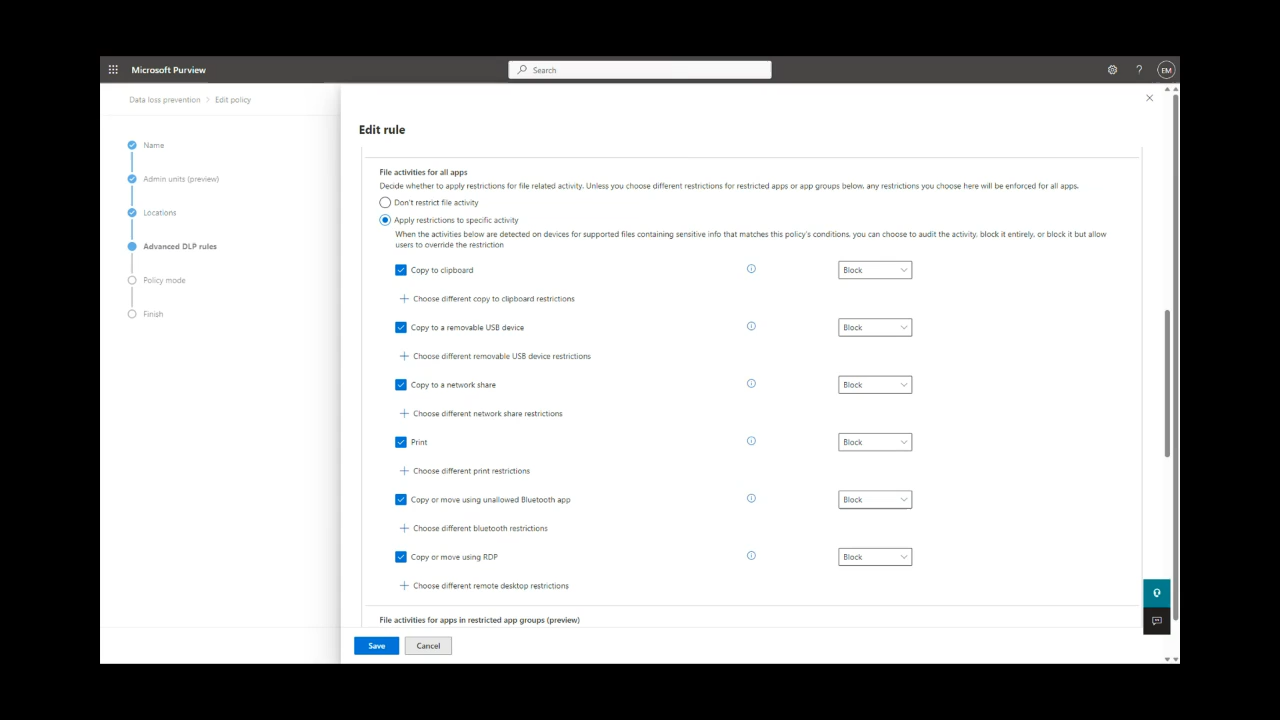 Microsoft Purview
Search
EM
Data loss prevention > Edit policy
Name
Admin units (preview)
Locations
Advanced DLP rules
Policy mode
Finish
Edit rule
File activities for all apps
Decide whether to apply restrictions for file related activity. Unless you choose different restrictions for restricted apps or app groups below, any restrictions you choose here will be enforced for all apps.
Don't restrict file activity
Apply restrictions to specific activity
When the activities below are detected on devices for supported files containing sensitive info that matches this policy's conditions, you can choose to audit the activity, block it entirely, or block it but allow
users to override the restriction
Copy to clipboard Block
Choose different copy to clipboard restrictions
Copy to a removable USB device Block
Choose different removable USB device restrictions
Copy to a network share Block
Choose different network share restrictions
Print Block
Choose different print restrictions
Copy or move using unallowed Bluetooth app Block
Choose different bluetooth restrictions
Copy or move using RDP Block
Choose different remote desktop restrictions
File activities for apps in restricted app groups (preview)
Save Cancel